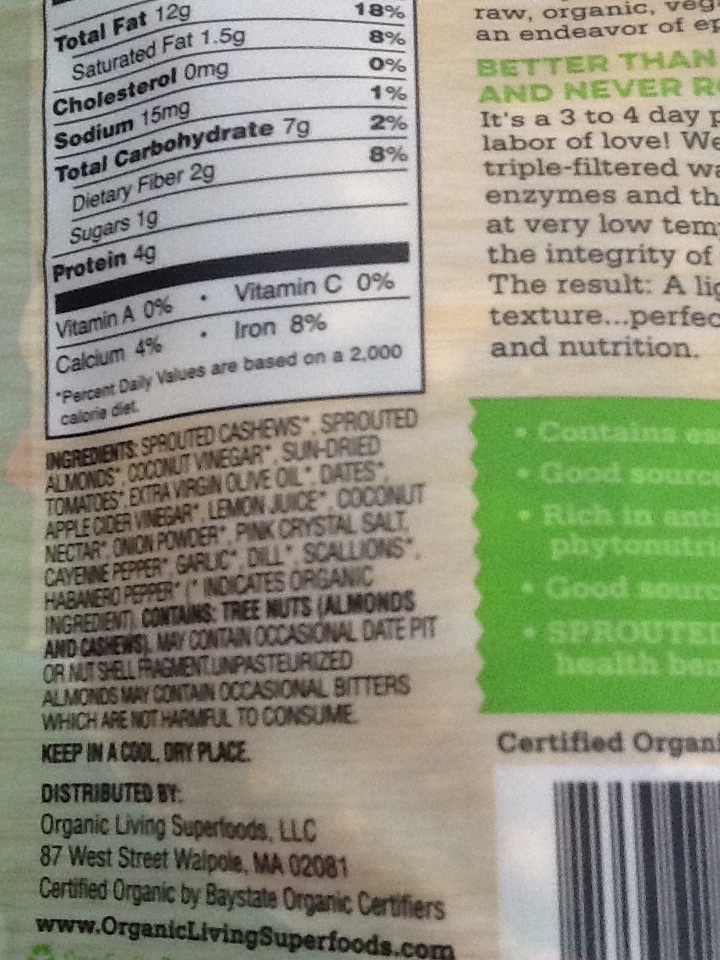 Total Fat 12g 18%
Saturated Fat 1.5g 8%
Cholesterol 0mg 0%
Sodium 15mg 1%
Total Carbohydrate 7g 2%
Dietary Fiber 2g 8%
Sugars 1g
Protein 4g
Vitamin A 0% • Vitamin C 0%
Calcium 4% • Iron 8%
*Percent Daily Values are based on a 2,000
calorie diet.
INGREDIENTS: SPROUTED CASHEWS*, SPROUTED
ALMONDS*, COCONUT VINEGAR*, SUN-DRIED
TOMATOES*, EXTRA VIRGIN OLIVE OIL*, DATES*,
APPLE CIDER VINEGAR*, LEMON JUICE*, COCONUT
NECTAR*, ONION POWDER*, PINK CRYSTAL SALT,
CAYENNE PEPPER*, GARLIC*, DILL*, SCALLIONS*,
HABANERO PEPPER* (* INDICATES ORGANIC
INGREDIENT). CONTAINS: TREE NUTS (ALMONDS
AND CASHEWS). MAY CONTAIN OCCASIONAL DATE PIT
OR NUT SHELL FRAGMENT.UNPASTEURIZED
ALMONDS MAY CONTAIN OCCASIONAL BITTERS
WHICH ARE NOT HARMFUL TO CONSUME.
KEEP IN A COOL, DRY PLACE.
DISTRIBUTED BY:
Organic Living Superfoods, LLC
87 West Street Walpole, MA 02081
Certified Organic by Baystate Organic Certifiers
www.OrganicLivingSuperfoods.com
raw, organic, veg
an endeavor of ep
BETTER THAN
AND NEVER R
It's a 3 to 4 day p
labor of love! We
triple-filtered wa
enzymes and th
at very low tem
the integrity of
The result: A lig
texture...perfec
and nutrition.
• Contains es
• Good source
• Rich in anti
phytonutri
• Good sourc
• SPROUTED
health ben
Certified Organi